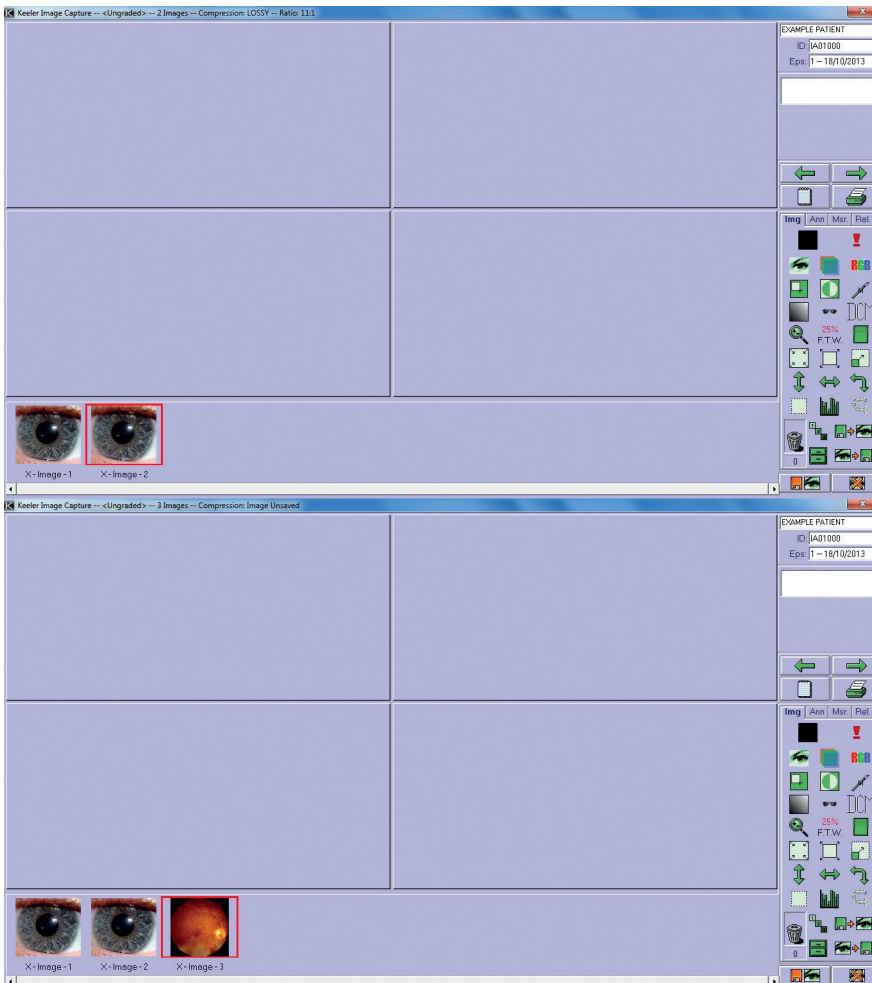 Keeler Image Capture -- <Ungraded> -- 2 Images -- Compression: LOSSY -- Ratio: 11:1
EXAMPLE PATIENT
ID: IA01000
Eps: 1 – 18/10/2013
Img Ann Msr. Rel.
RGB
DCM
25%
F.T.W.
0
X-Image-1 X-Image-2
Keeler Image Capture -- <Ungraded> -- 3 Images -- Compression: Image Unsaved
EXAMPLE PATIENT
ID: IA01000
Eps: 1 – 18/10/2013
Img Ann Msr. Rel.
RGB
DCM
25%
F.T.W.
0
X-Image-1 X-Image-2 X-Image-3